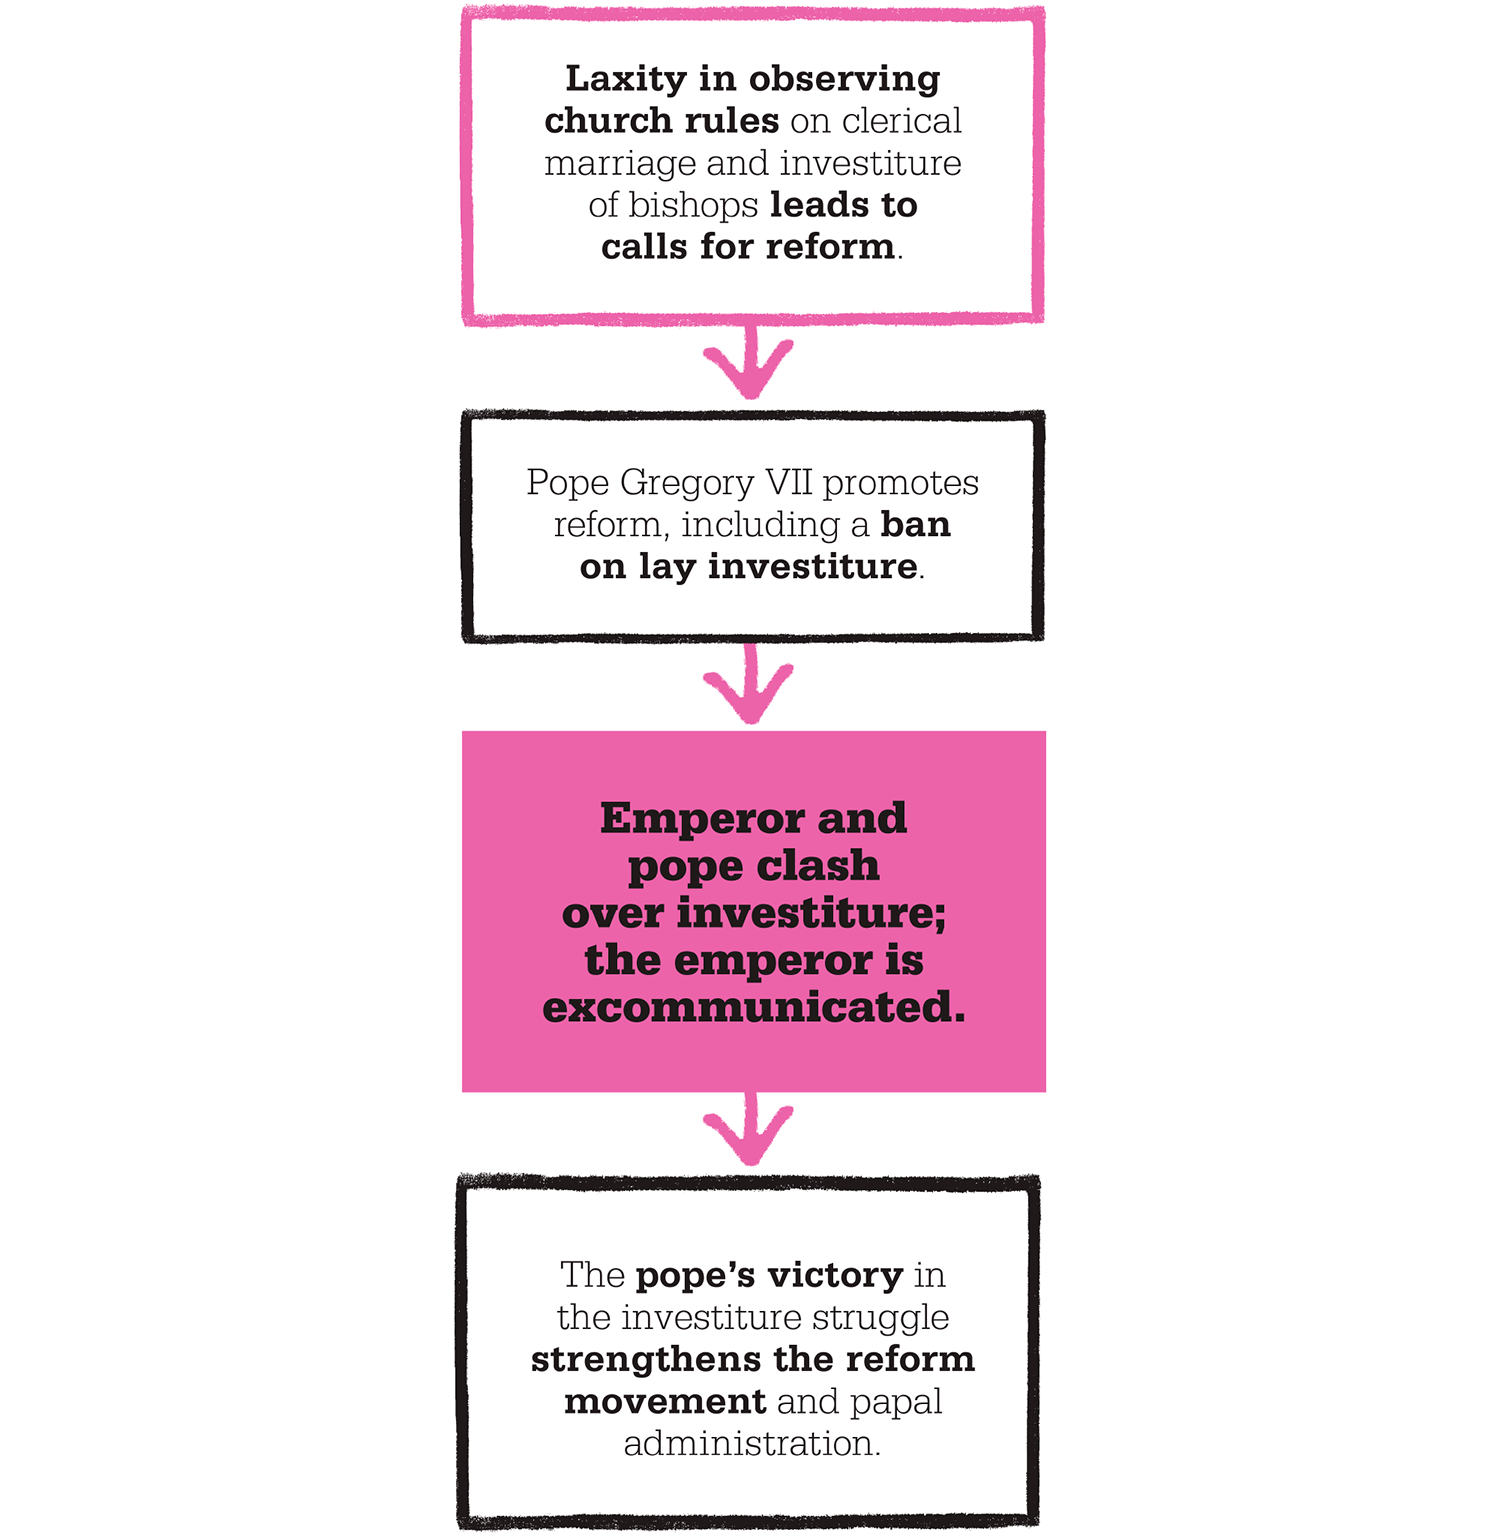 Laxity in observing
church rules on clerical
marriage and investiture
of bishops leads to
calls for reform.
Pope Gregory VII promotes
reform, including a ban
on lay investiture.
Emperor and
pope clash
over investiture;
the emperor is
excommunicated.
The pope’s victory in
the investiture struggle
strengthens the reform
movement and papal
administration.